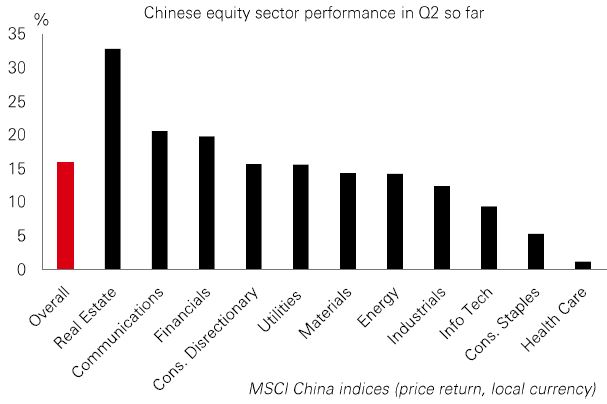 Chinese equity sector performance in Q2 so far
%
35
30
25
20
15
10
5
0
Overall
Real Estate
Communications
Financials
Cons. Disrectionary
Utilities
Materials
Energy
Industrials
Info Tech
Cons. Staples
Health Care
MSCI China indices (price return, local currency)